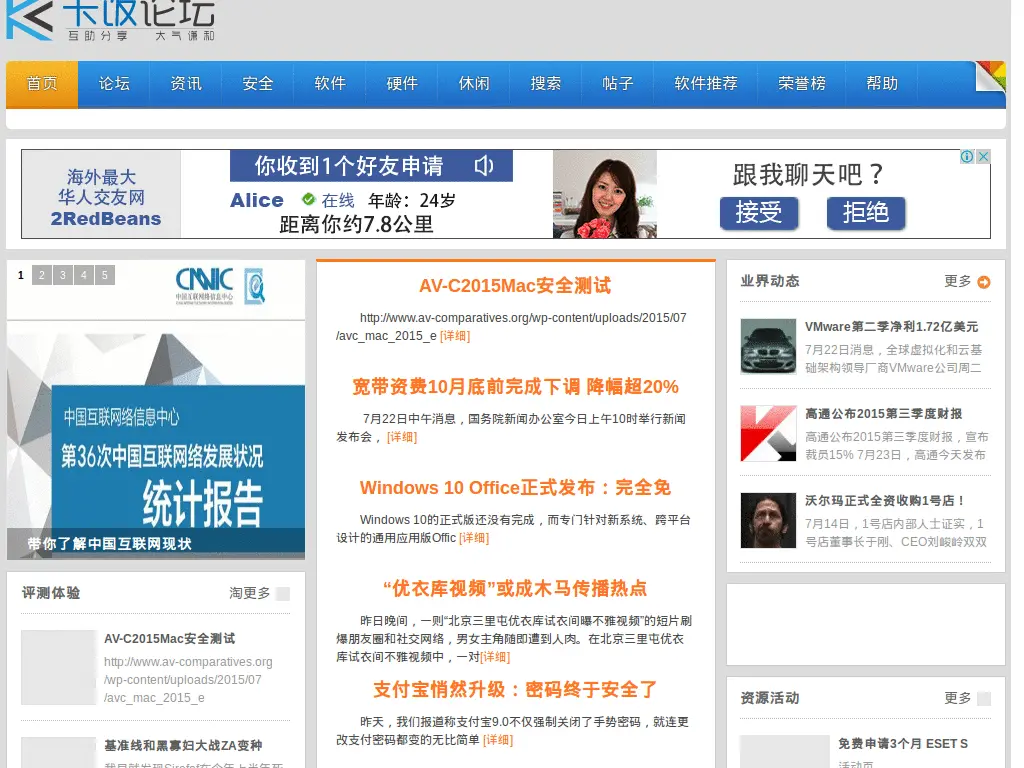 卡饭论坛
互助分享 大气谦和
首页 论坛 资讯 安全 软件 硬件 休闲 搜索 帖子 软件推荐 荣誉榜 帮助
海外最大
华人交友网
2RedBeans
你收到1个好友申请
Alice 在线 年龄：24岁
距离你约7.8公里
跟我聊天吧？
接受 拒绝
1 2 3 4 5
CNNIC
中国互联网络信息中心
中国互联网络信息中心
第36次中国互联网络发展状况
统计报告
带你了解中国互联网现状
评测体验 淘更多
AV-C2015Mac安全测试
http://www.av-comparatives.org
/wp-content/uploads/2015/07
/avc_mac_2015_e
基准线和黑寡妇大战ZA变种
AV-C2015Mac安全测试
http://www.av-comparatives.org/wp-content/uploads/2015/07
/avc_mac_2015_e [详细]
宽带资费10月底前完成下调 降幅超20%
7月22日中午消息，国务院新闻办公室今日上午10时举行新闻
发布会， [详细]
Windows 10 Office正式发布：完全免
Windows 10的正式版还没有完成，而专门针对新系统、跨平台
设计的通用应用版Offic [详细]
“优衣库视频”或成木马传播热点
昨日晚间，一则“北京三里屯优衣库试衣间曝不雅视频”的短片刷
爆朋友圈和社交网络，男女主角随即遭到人肉。在北京三里屯优衣
库试衣间不雅视频中，一对[详细]
支付宝悄然升级：密码终于安全了
昨天，我们报道称支付宝9.0不仅强制关闭了手势密码，就连更
改支付密码都变的无比简单 [详细]
业界动态 更多
VMware第二季净利1.72亿美元
7月22日消息，全球虚拟化和云基
础架构领导厂商VMware公司周二
高通公布2015第三季度财报
高通公布2015第三季度财报，宣布
裁员15% 7月23日，高通今天发布
沃尔玛正式全资收购1号店！
7月14日，1号店内部人士证实，1
号店董事长于刚、CEO刘峻岭双双
资源活动 更多
免费申请3个月 ESET S
活动页